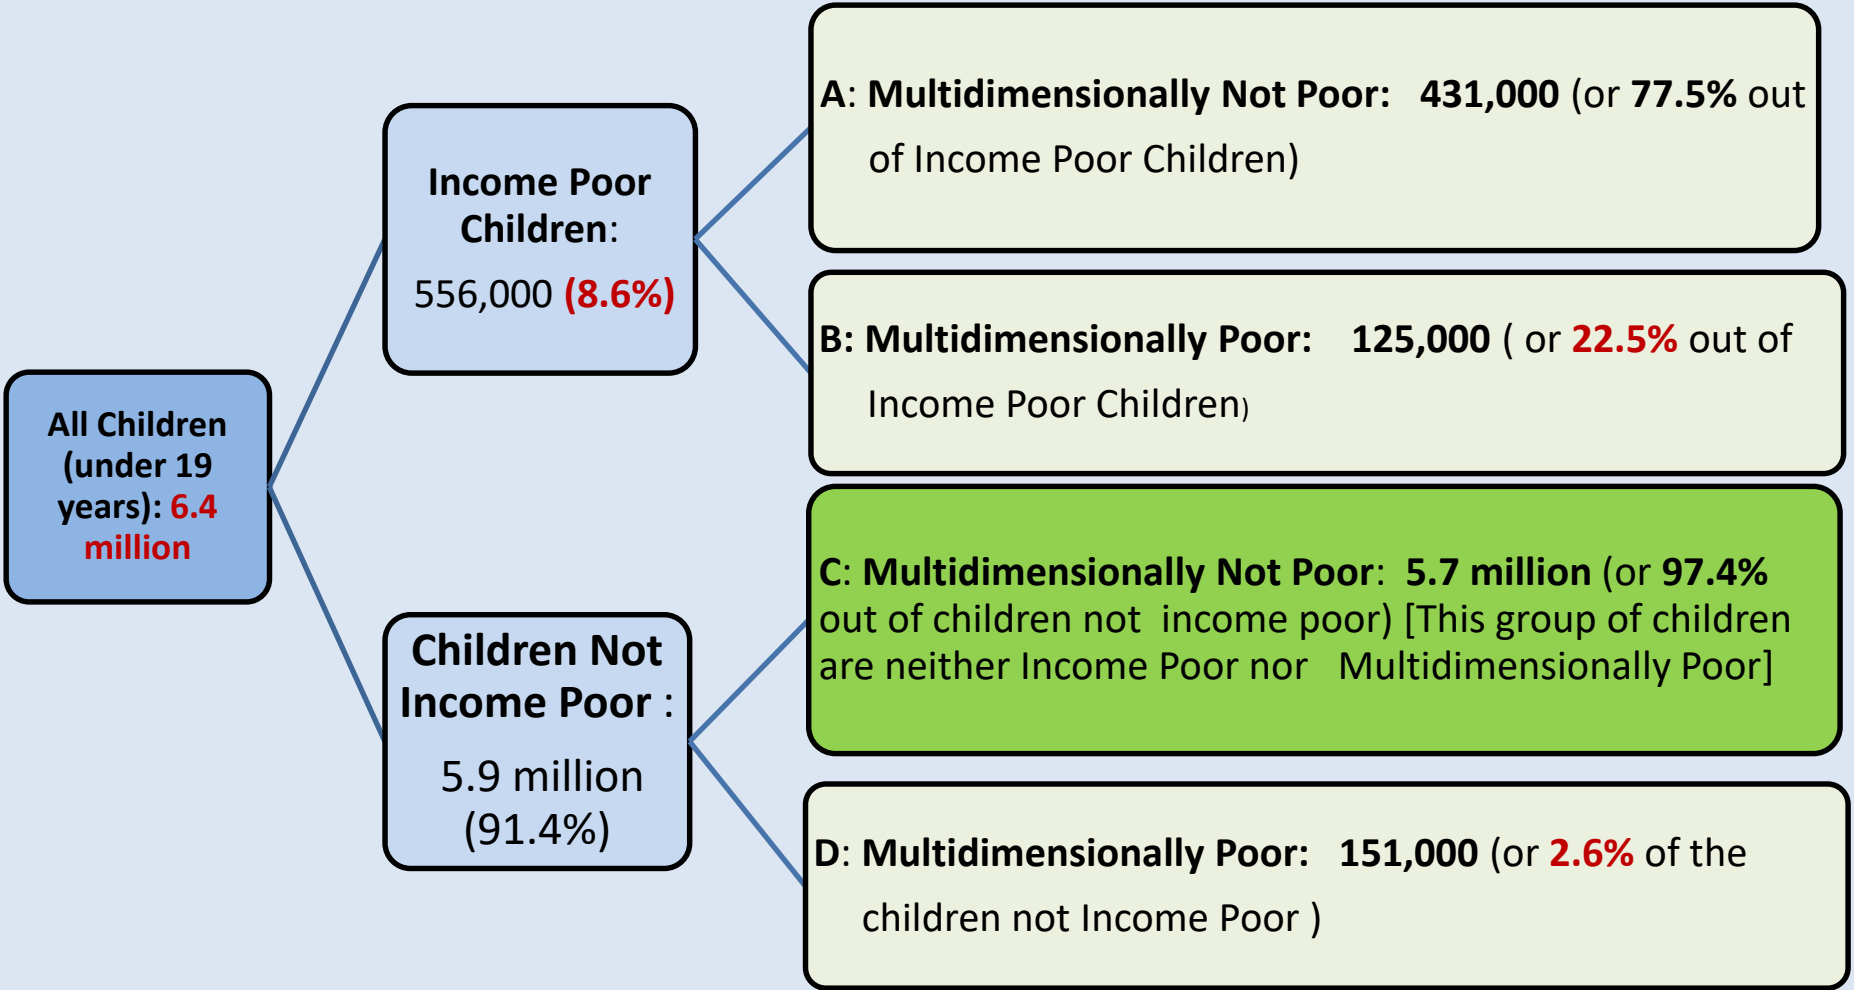 All Children
(under 19
years): 6.4
million
Income Poor
Children:
556,000 (8.6%)
Children Not
Income Poor :
5.9 million
(91.4%)
A: Multidimensionally Not Poor: 431,000 (or 77.5% out
of Income Poor Children)
B: Multidimensionally Poor: 125,000 ( or 22.5% out of
Income Poor Children)
C: Multidimensionally Not Poor: 5.7 million (or 97.4%
out of children not income poor) [This group of children
are neither Income Poor nor Multidimensionally Poor]
D: Multidimensionally Poor: 151,000 (or 2.6% of the
children not Income Poor )